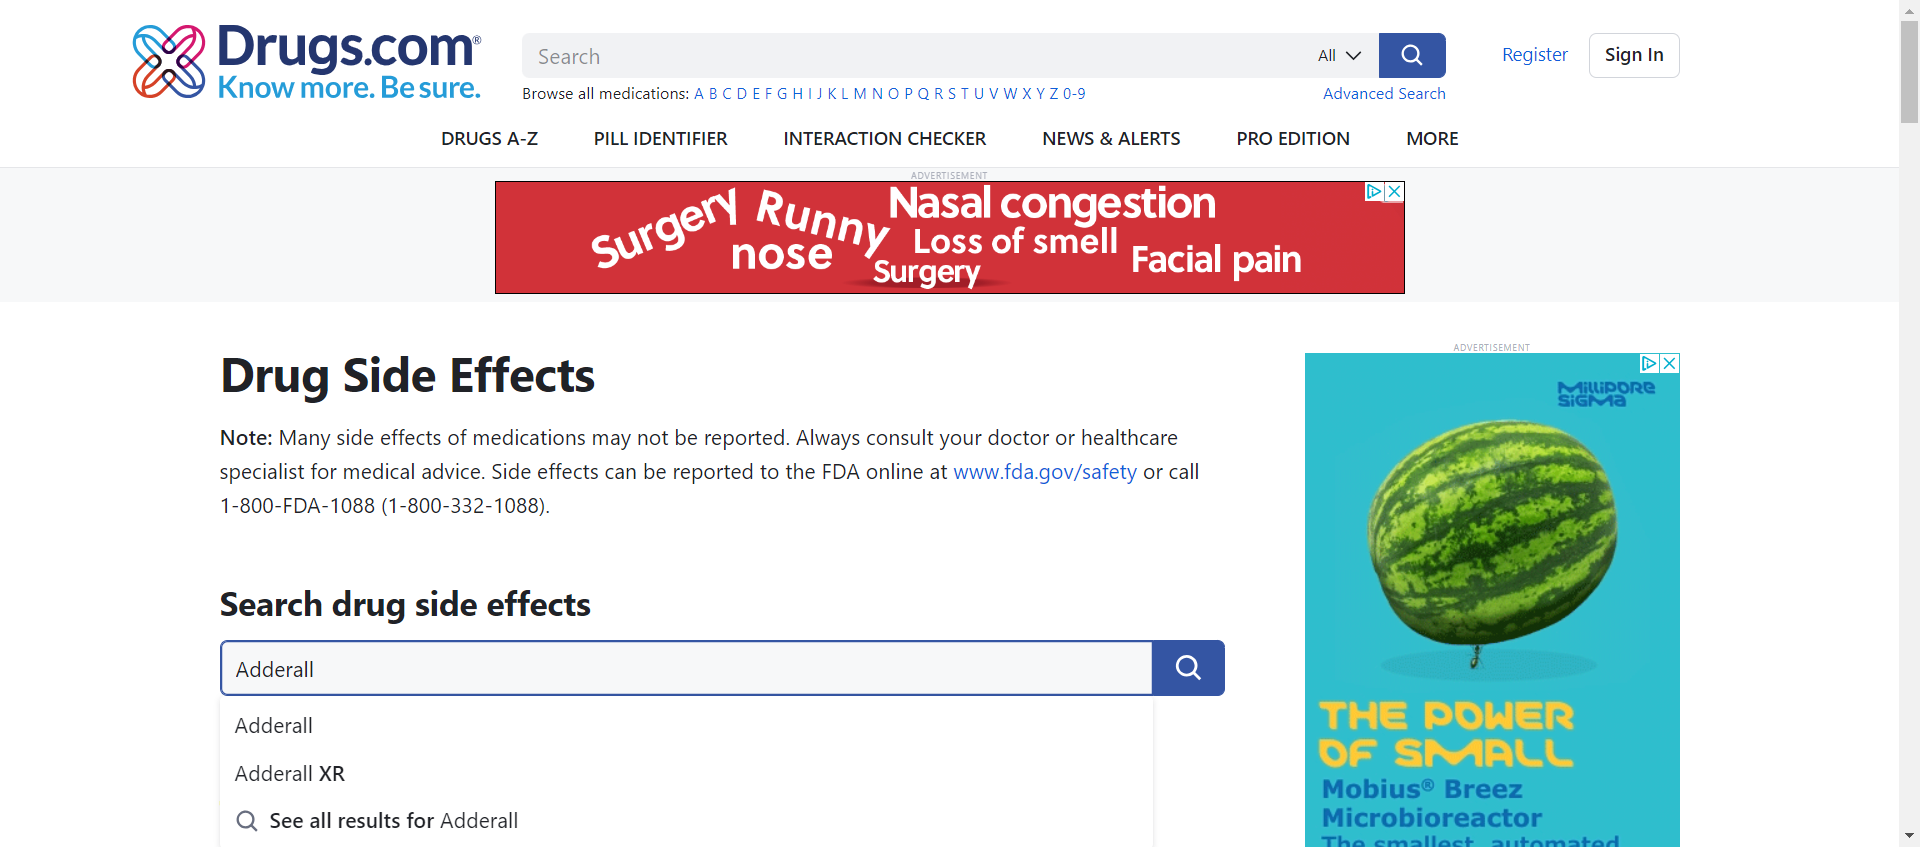 Drugs.com®
Know more. Be sure.
Search
All
Register
Sign In
Browse all medications: A B C D E F G H I J K L M N O P Q R S T U V W X Y Z 0-9
Advanced Search
DRUGS A-Z
PILL IDENTIFIER
INTERACTION CHECKER
NEWS & ALERTS
PRO EDITION
MORE
ADVERTISEMENT
Surgery
Runny
nose
Nasal congestion
Loss of smell
Surgery
Facial pain
Drug Side Effects
Note: Many side effects of medications may not be reported. Always consult your doctor or healthcare
specialist for medical advice. Side effects can be reported to the FDA online at www.fda.gov/safety or call
1-800-FDA-1088 (1-800-332-1088).
Search drug side effects
Adderall
Adderall
Adderall XR
See all results for Adderall
ADVERTISEMENT
Millipore
Sigma
THE POWER
OF SMALL
Mobius® Breez
Microbioreactor
The smallest, automated